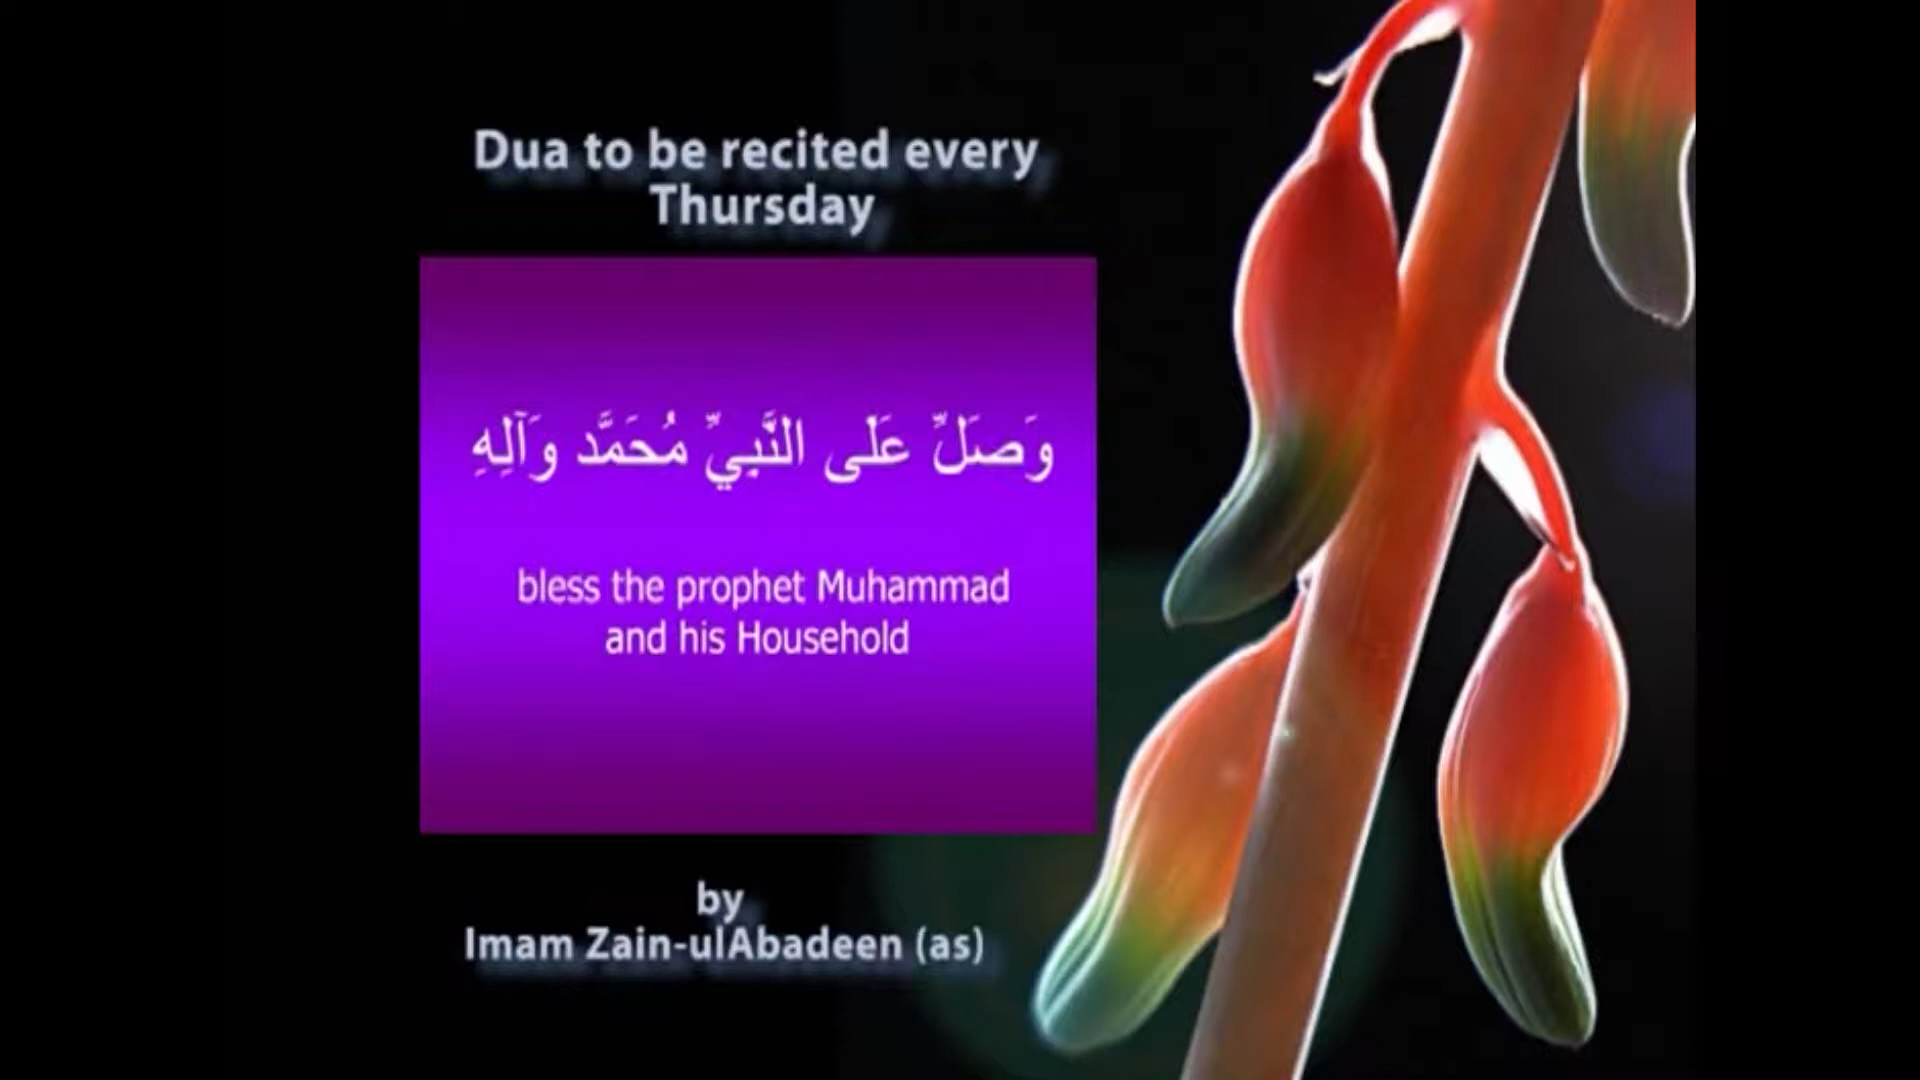 Dua to be recited every
Thursday
وَصَلِّ عَلَى النَّبِيِّ مُحَمَّد وَآلِهِ
bless the prophet Muhammad
and his Household
by
Imam Zain-ulAbadeen (as)